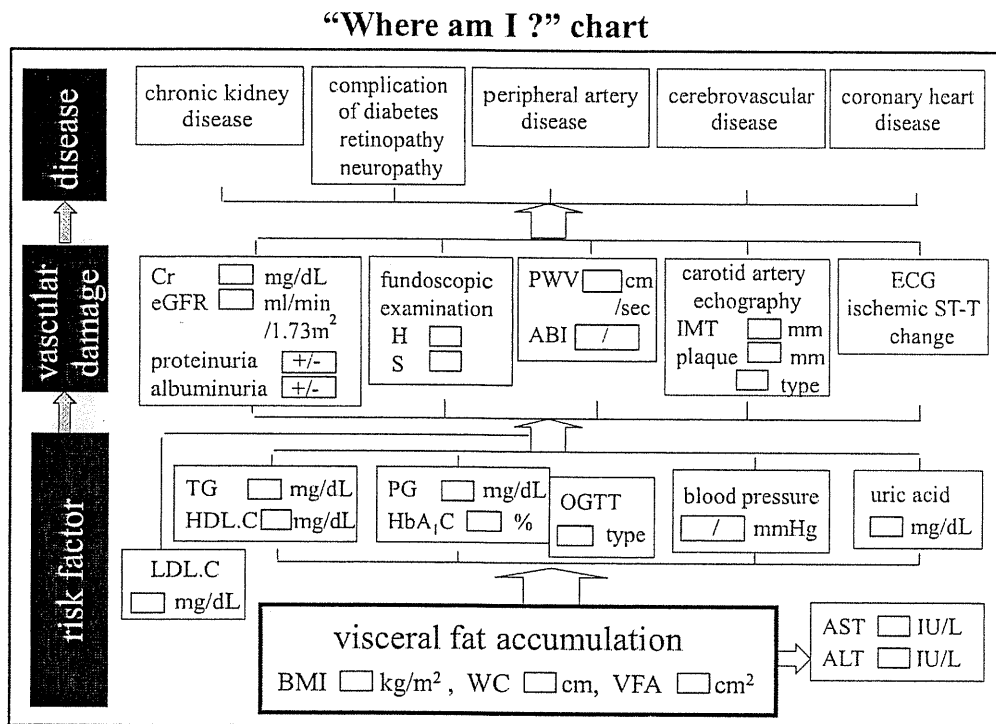 “Where am I ?” chart
disease
chronic kidney
disease
complication
of diabetes
retinopathy
neuropathy
peripheral artery
disease
cerebrovascular
disease
coronary heart
disease
vascular
damage
Cr mg/dL
eGFR ml/min
/1.73m²
proteinuria +/-
albuminuria +/-
fundoscopic
examination
H
S
PWV cm
/sec
ABI /
carotid artery
echography
IMT mm
plaque mm
type
ECG
ischemic ST-T
change
risk factor
TG mg/dL
HDL.C mg/dL
PG mg/dL
HbA₁C %
OGTT
type
blood pressure
/ mmHg
uric acid
mg/dL
LDL.C
mg/dL
visceral fat accumulation
BMI kg/m² , WC cm, VFA cm²
AST IU/L
ALT IU/L